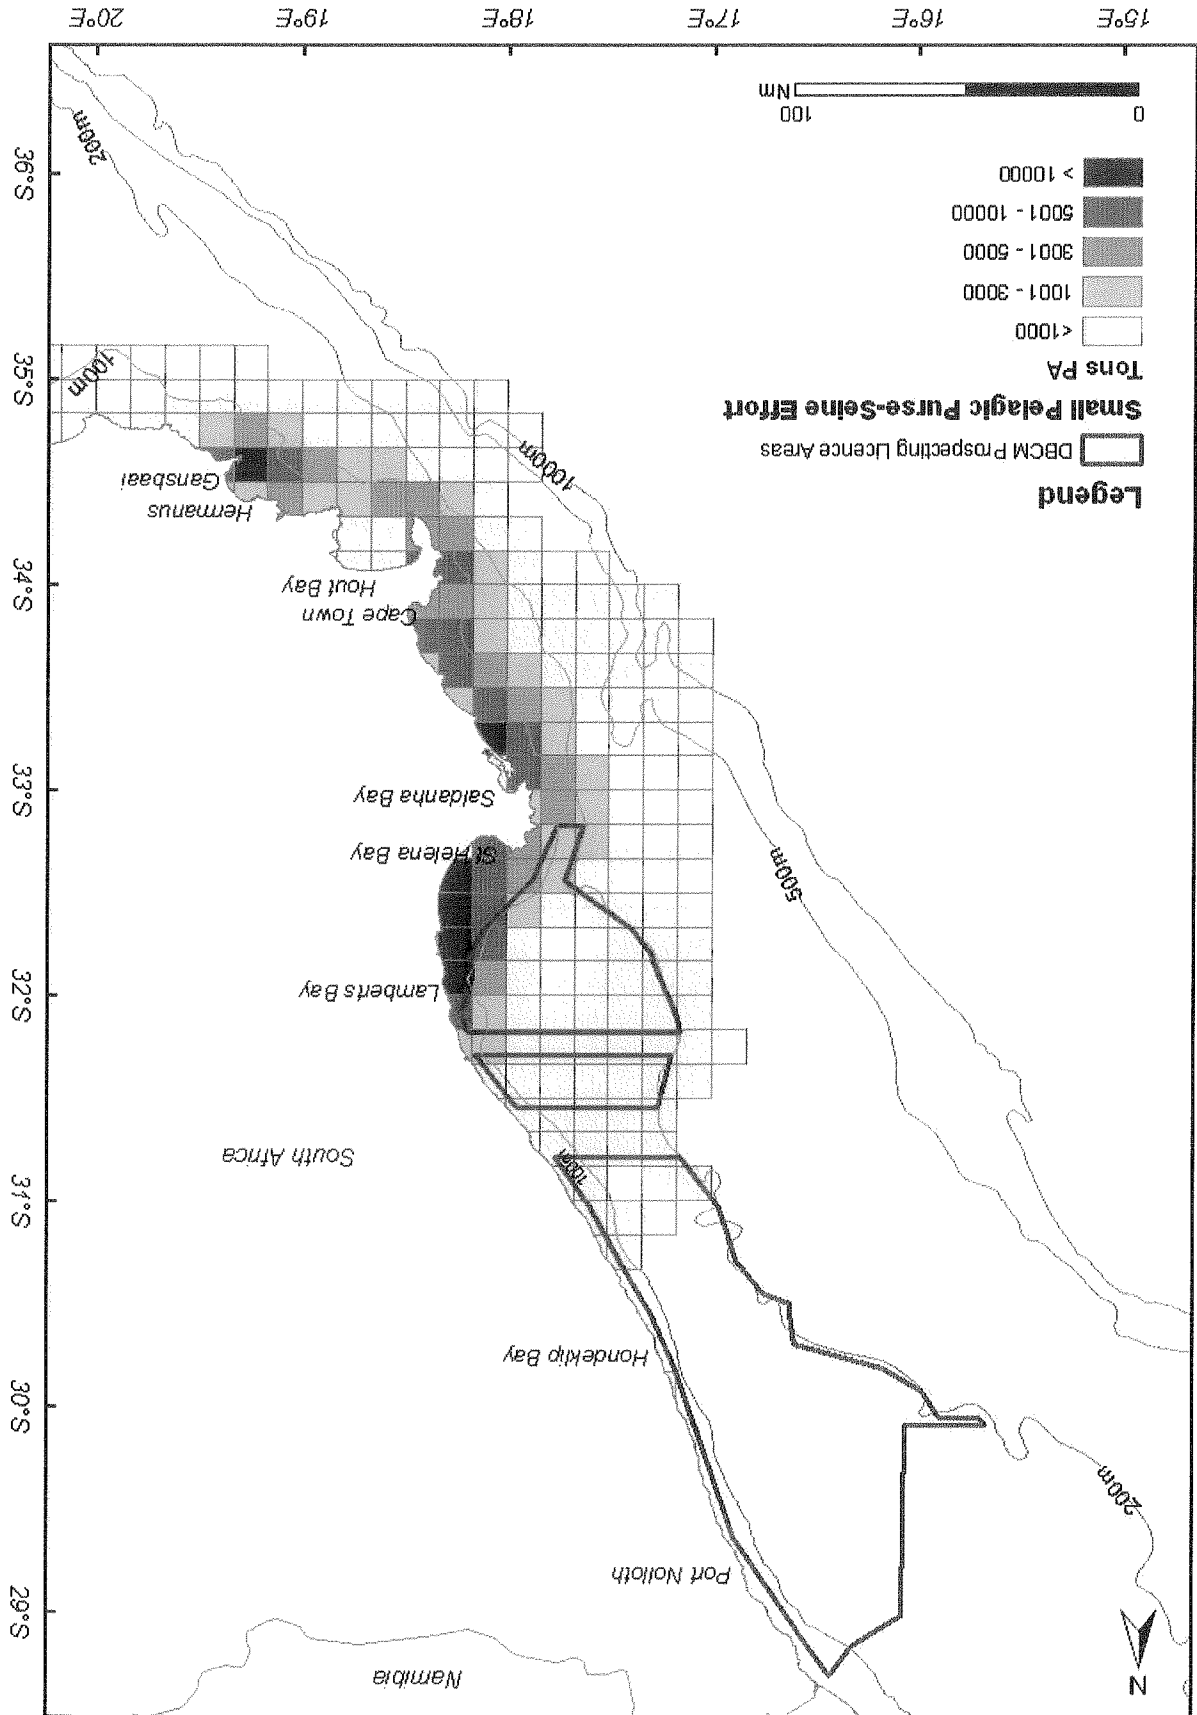 N
Namibia
29°S
Port Nolloth
200m
30°S
Hondeklip Bay
31°S
100m
South Africa
32°S
Lamberts Bay
500m
St Helena Bay
Saldanha Bay
33°S
Cape Town
34°S
Hout Bay
Hermanus
Gansbaai
1000m
100m
35°S
200m
36°S
Legend
DBCM Prospecting Licence Areas
Small Pelagic Purse-Seine Effort
Tons PA
<1000
1001 - 3000
3001 - 5000
5001 - 10000
> 10000
0 100
Nm
15°E 16°E 17°E 18°E 19°E 20°E